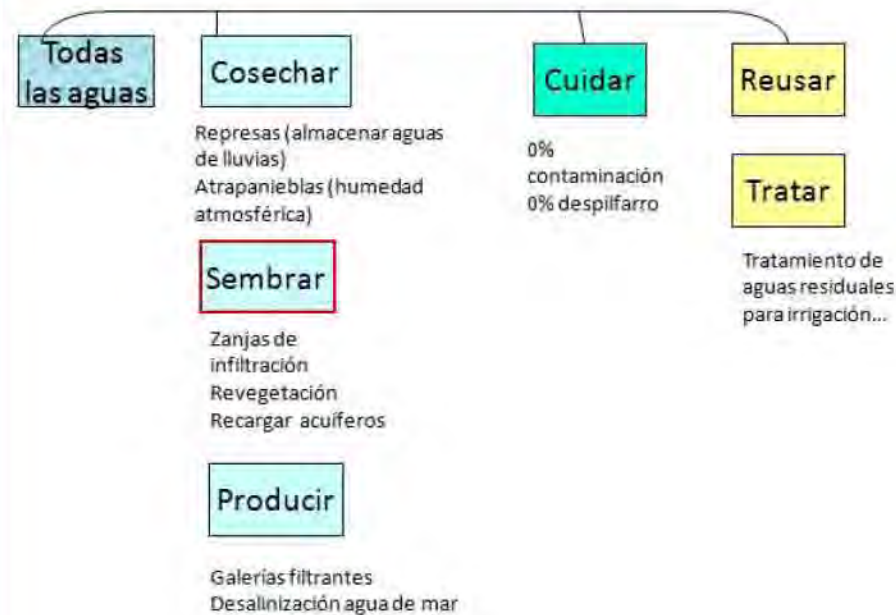 Todas
las aguas
Cosechar
Represas (almacenar aguas
de lluvias)
Atrapanieblas (humedad
atmosférica)
Sembrar
Zanjas de
infiltración
Revegetación
Recargar acuíferos
Producir
Galerías filtrantes
Desalinización agua de mar
Cuidar
0%
contaminación
0% despilfarro
Reusar
Tratar
Tratamiento de
aguas residuales
para irrigación...